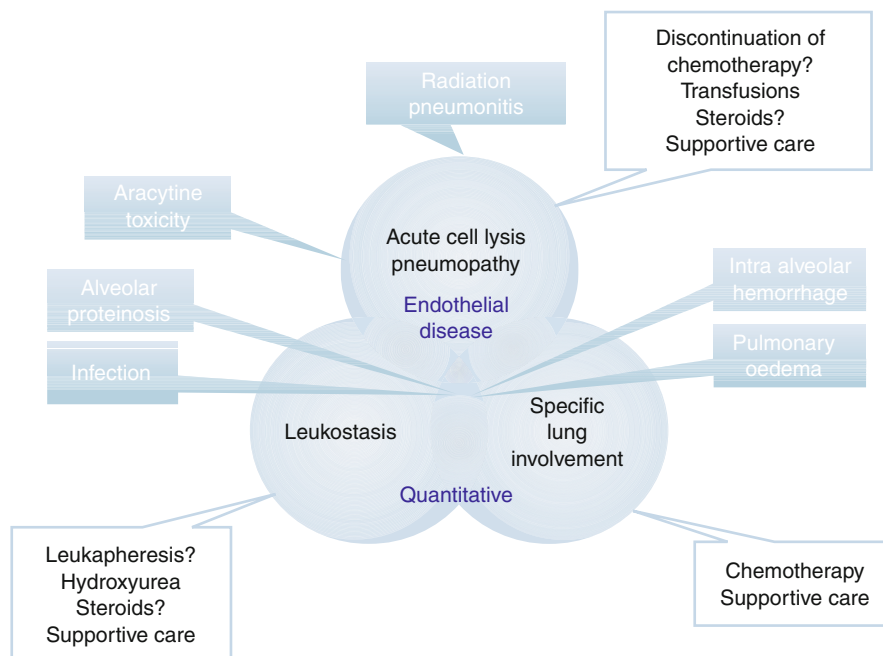 Discontinuation of
chemotherapy?
Transfusions
Steroids?
Supportive care
Radiation
pneumonitis
Aracytine
toxicity
Acute cell lysis
pneumopathy
Endothelial
disease
Alveolar
proteinosis
Infection
Intra alveolar
hemorrhage
Pulmonary
oedema
Leukostasis
Specific
lung
involvement
Quantitative
Leukapheresis?
Hydroxyurea
Steroids?
Supportive care
Chemotherapy
Supportive care